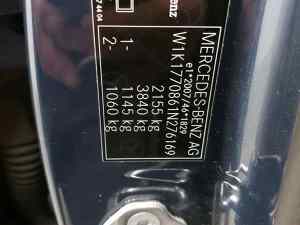 MERCEDES-BENZ AG
e1*2007/46*1829
W1K1770861N276169
2155 kg
3840 kg
1- 1145 kg
2- 1060 kg